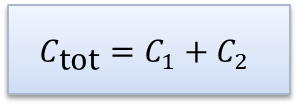 C_tot = C_1 + C_2